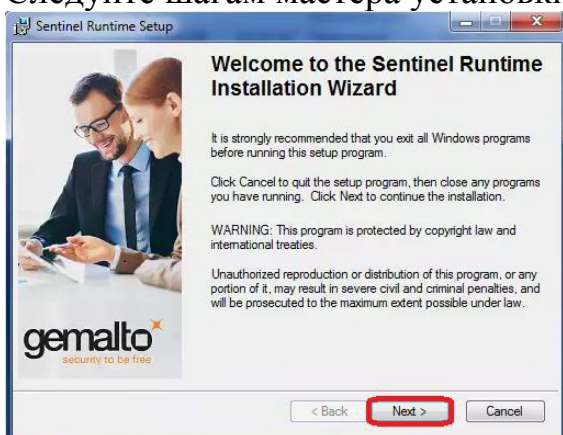 Следуйте шагам мастера установки
Sentinel Runtime Setup
Welcome to the Sentinel Runtime
Installation Wizard
It is strongly recommended that you exit all Windows programs
before running this setup program.
Click Cancel to quit the setup program, then close any programs
you have running. Click Next to continue the installation.
WARNING: This program is protected by copyright law and
international treaties.
Unauthorized reproduction or distribution of this program, or any
portion of it, may result in severe civil and criminal penalties, and
will be prosecuted to the maximum extent possible under law.
gemalto
security to be free
< Back Next > Cancel